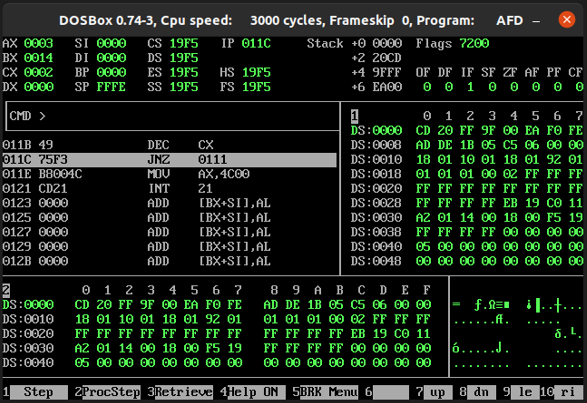 DOSBox 0.74-3, Cpu speed: 3000 cycles, Frameskip 0, Program: AFD
AX 0003 SI 0000 CS 19F5 IP 011C Stack +0 0000 Flags 7200
BX 0014 DI 0000 DS 19F5 +2 20CD
CX 0002 BP 0000 ES 19F5 HS 19F5 +4 9FFF OF DF IF SF ZF AF PF CF
DX 0000 SP FFFE SS 19F5 FS 19F5 +6 EA00 0 0 1 0 0 0 0 0
CMD >
1 0 1 2 3 4 5 6 7
DS:0000 CD 20 FF 9F 00 EA F0 FE
011B 49 DEC CX DS:0008 AD DE 1B 05 C5 06 00 00
011C 75F3 JNZ 0111 DS:0010 18 01 10 01 18 01 92 01
011E B8004C MOV AX,4C00 DS:0018 01 01 01 00 02 FF FF FF
0121 CD21 INT 21 DS:0020 FF FF FF FF FF FF FF FF
0123 0000 ADD [BX+SI],AL DS:0028 FF FF FF FF EB 19 C0 11
0125 0000 ADD [BX+SI],AL DS:0030 A2 01 14 00 18 00 F5 19
0127 0000 ADD [BX+SI],AL DS:0038 FF FF FF FF 00 00 00 00
0129 0000 ADD [BX+SI],AL DS:0040 05 00 00 00 00 00 00 00
012B 0000 ADD [BX+SI],AL DS:0048 00 00 00 00 00 00 00 00
2 0 1 2 3 4 5 6 7 8 9 A B C D E F
DS:0000 CD 20 FF 9F 00 EA F0 FE AD DE 1B 05 C5 06 00 00
DS:0010 18 01 10 01 18 01 92 01 01 01 01 00 02 FF FF FF
DS:0020 FF FF FF FF FF FF FF FF FF FF FF FF EB 19 C0 11
DS:0030 A2 01 14 00 18 00 F5 19 FF FF FF FF 00 00 00 00
DS:0040 05 00 00 00 00 00 00 00 00 00 00 00 00 00 00 00
1 Step 2 ProcStep 3 Retrieve 4 Help ON 5 BRK Menu 6 7 up 8 dn 9 le 10 ri